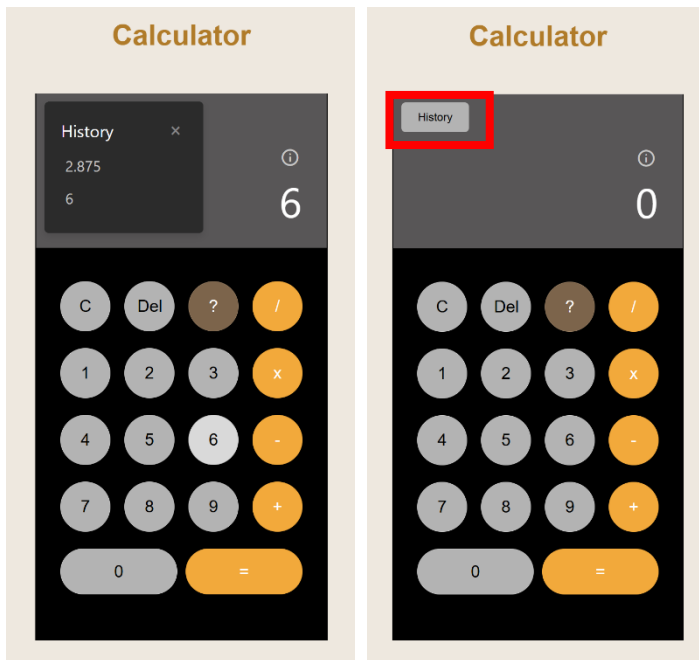 Calculator
History ×
2.875
6
6
C Del ? /
1 2 3 x
4 5 6 -
7 8 9 +
0 =
Calculator
History
0
C Del ? /
1 2 3 x
4 5 6 -
7 8 9 +
0 =